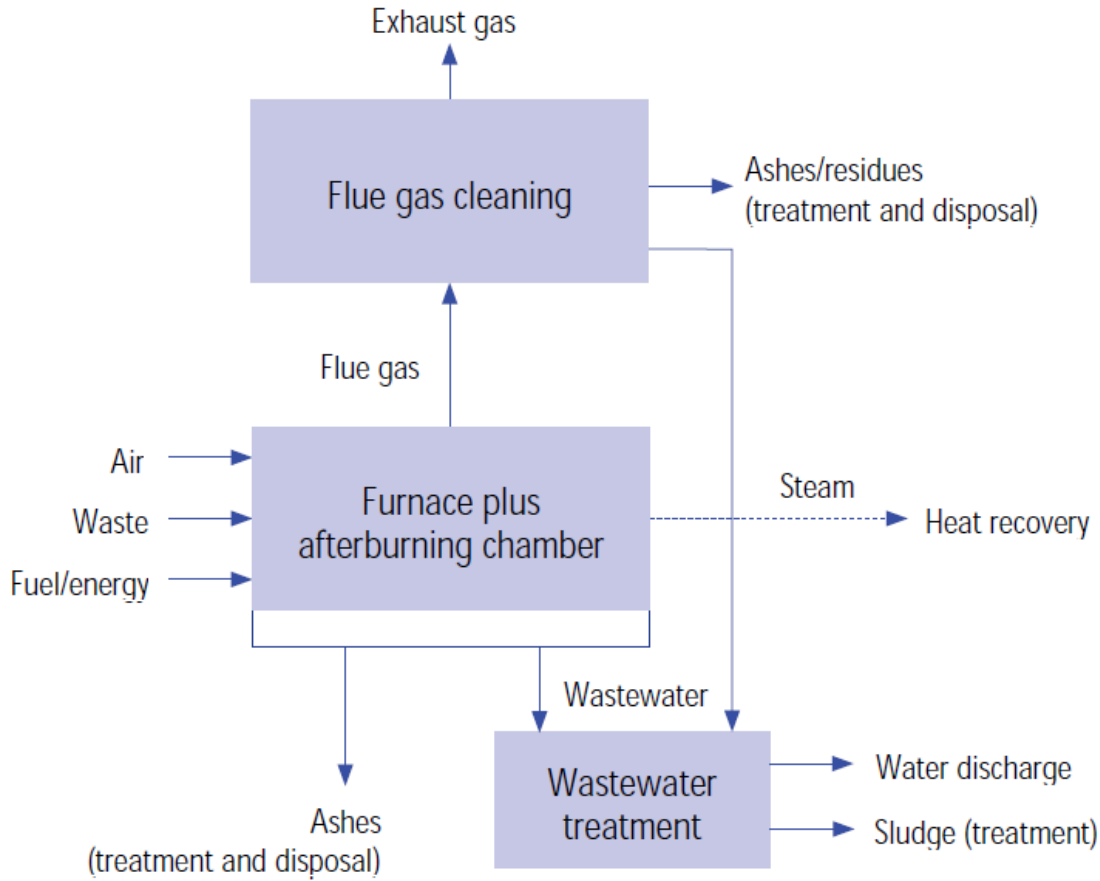 Exhaust gas
Flue gas cleaning
Ashes/residues
(treatment and disposal)
Flue gas
Air
Waste
Fuel/energy
Furnace plus
afterburning chamber
Steam
Heat recovery
Wastewater
Wastewater
treatment
Water discharge
Sludge (treatment)
Ashes
(treatment and disposal)